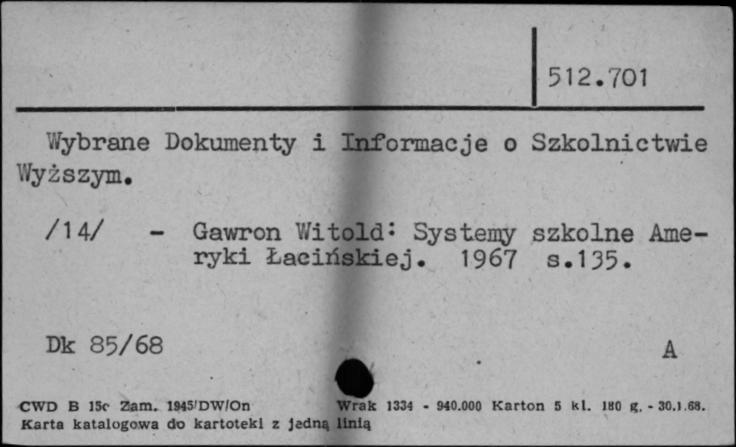 512.701
Wybrane Dokumenty i Informacje o Szkolnictwie
Wyższym.
/14/ - Gawron Witold: Systemy szkolne Ame-
ryki Łacińskiej. 1967 s.135.
Dk 85/68 A
CWD B 15c Zam. 1945/DW/On Wrak 1334 - 940.000 Karton 5 kl. 180 g. - 30.1.68.
Karta katalogowa do kartoteki z jedną linią